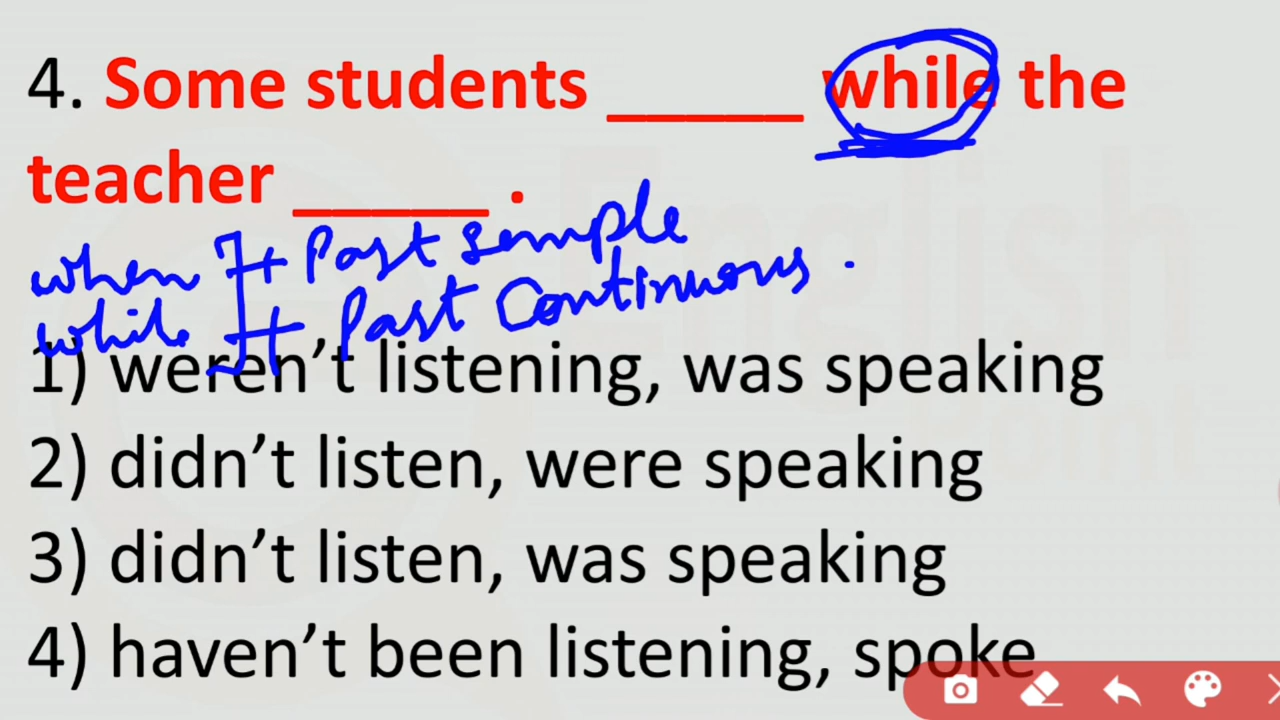 4. Some students _____ while the
teacher _____ .
when ]+ Past Semple
while ]+ Past Continuous .
1) weren’t listening, was speaking
2) didn’t listen, were speaking
3) didn’t listen, was speaking
4) haven’t been listening, spoke